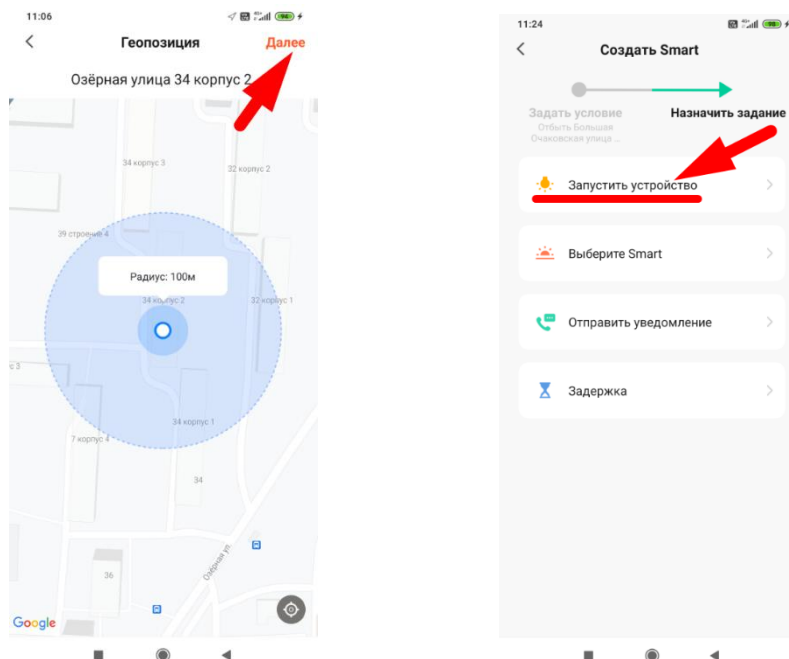 11:06
Геопозиция
Далее
Озёрная улица 34 корпус 2
34 корпус 3
32 корпус 2
39 строение 4
Радиус: 100м
34 корпус 2
32 корпус 1
с 3
34 корпус 1
7 корпус 4
34
Озёрная ул.
36
Google
11:24
Создать Smart
Задать условие
Назначить задание
Отбыть Большая
Очаковская улица ...
Запустить устройство
Выберите Smart
Отправить уведомление
Задержка